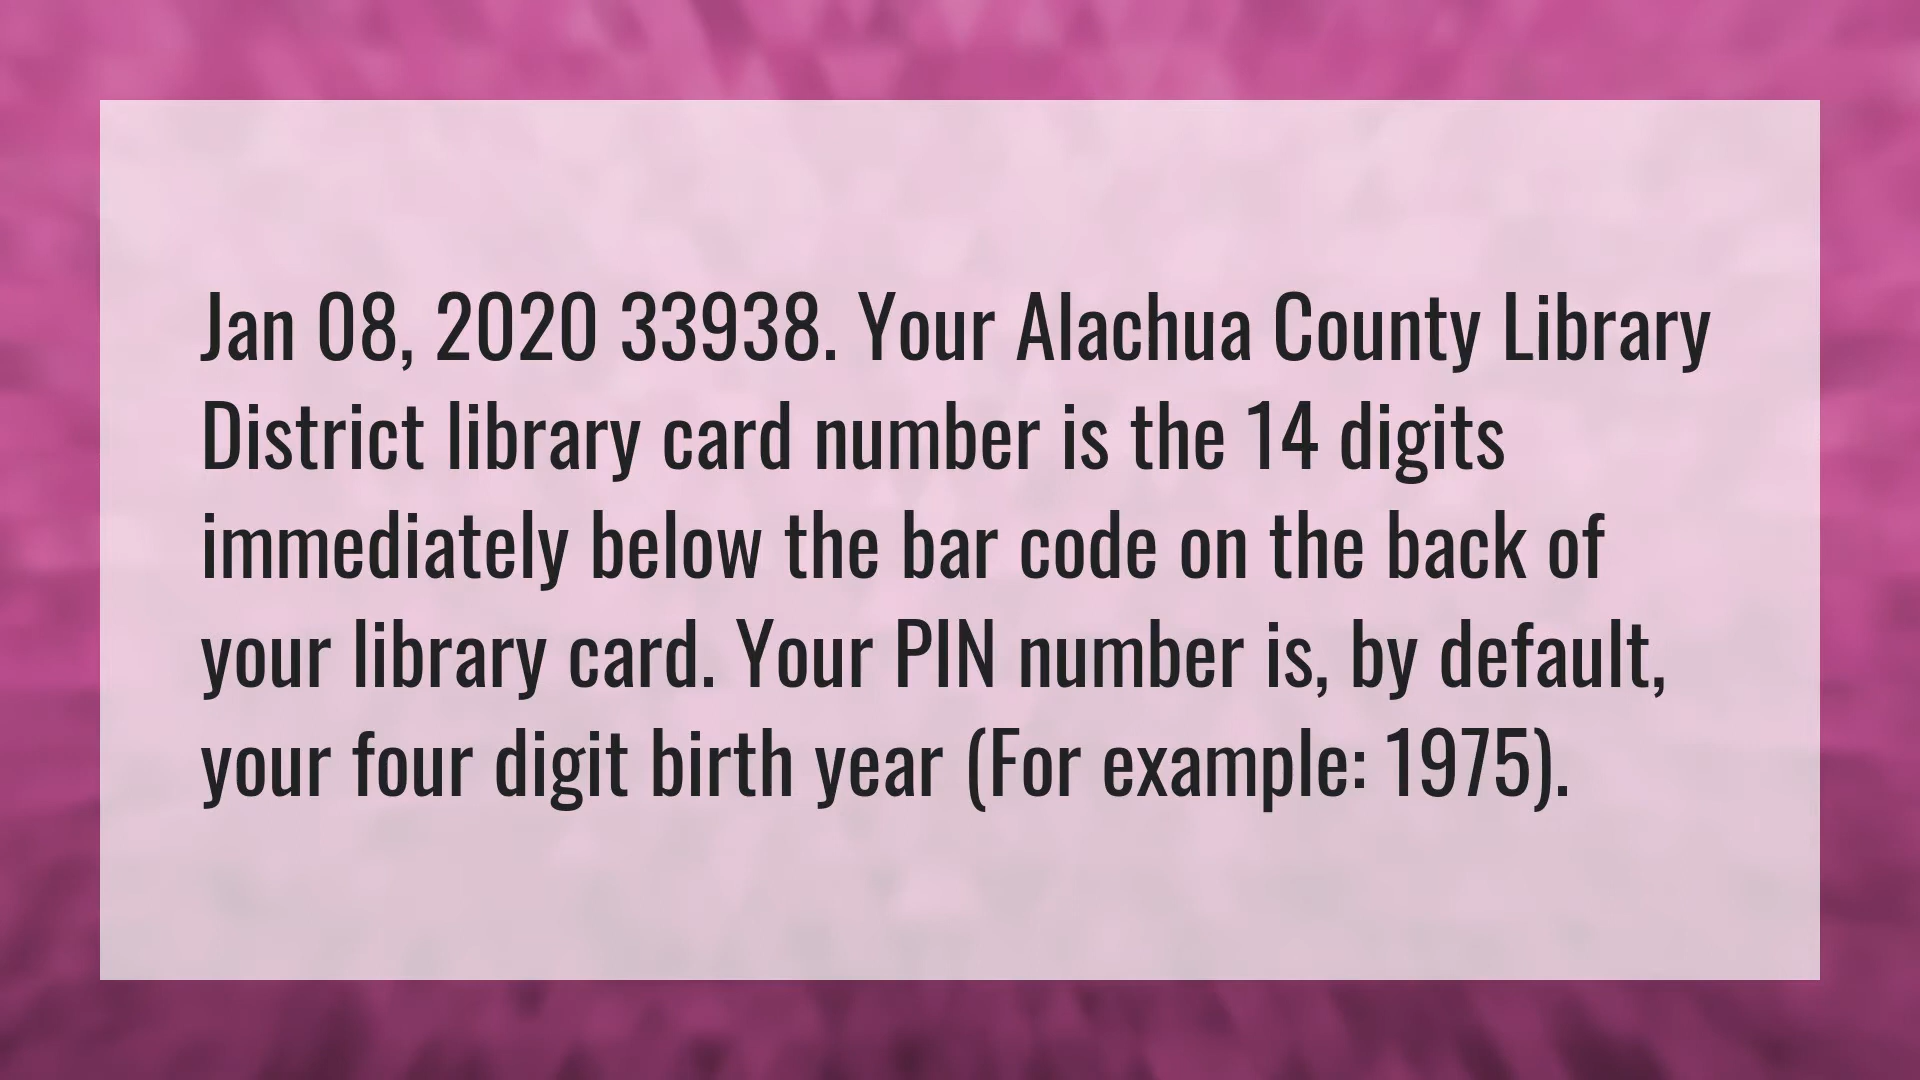 Jan 08, 2020 33938. Your Alachua County Library
District library card number is the 14 digits
immediately below the bar code on the back of
your library card. Your PIN number is, by default,
your four digit birth year (For example: 1975).